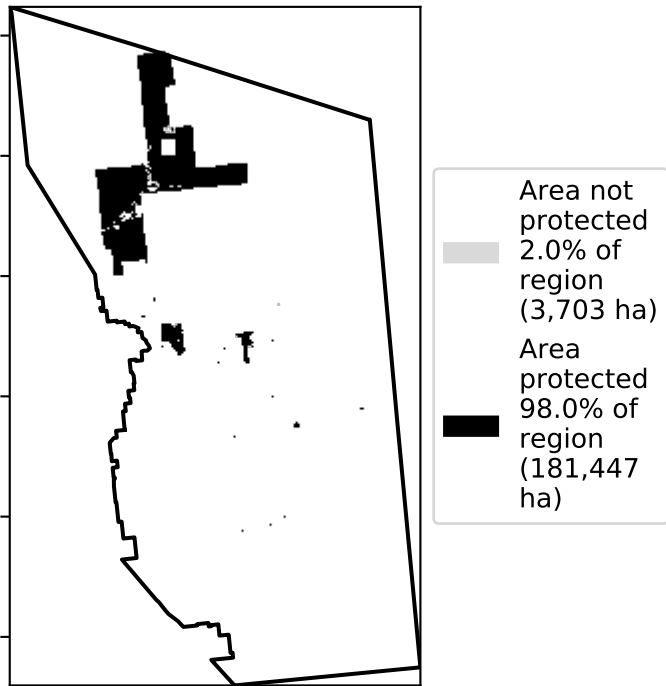 Area not
protected
2.0% of
region
(3,703 ha)
Area
protected
98.0% of
region
(181,447
ha)